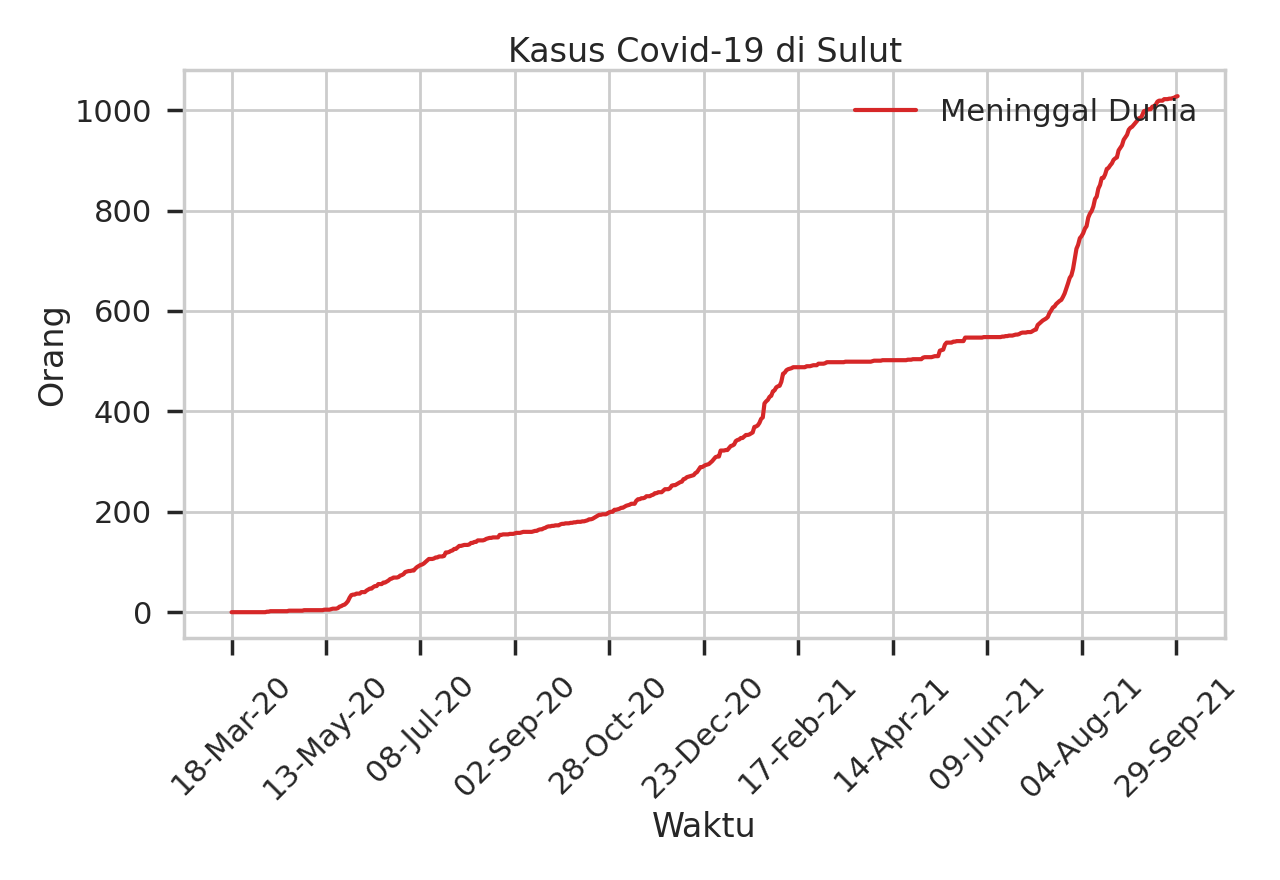 Kasus Covid-19 di Sulut
Meninggal Dunia
1000
800
600
400
200
0
Orang
18-Mar-20
13-May-20
08-Jul-20
02-Sep-20
28-Oct-20
23-Dec-20
17-Feb-21
14-Apr-21
09-Jun-21
04-Aug-21
29-Sep-21
Waktu